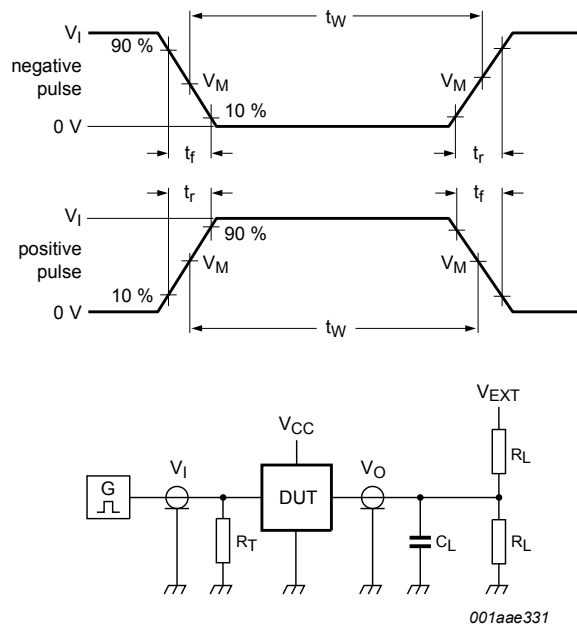 V_I
t_W
90 %
negative
pulse
V_M
V_M
10 %
0 V
t_f
t_r
t_r
t_f
V_I
90 %
positive
pulse
V_M
V_M
10 %
0 V
t_W
V_EXT
V_CC
R_L
V_I
V_O
G
DUT
R_T
C_L
R_L
001aae331